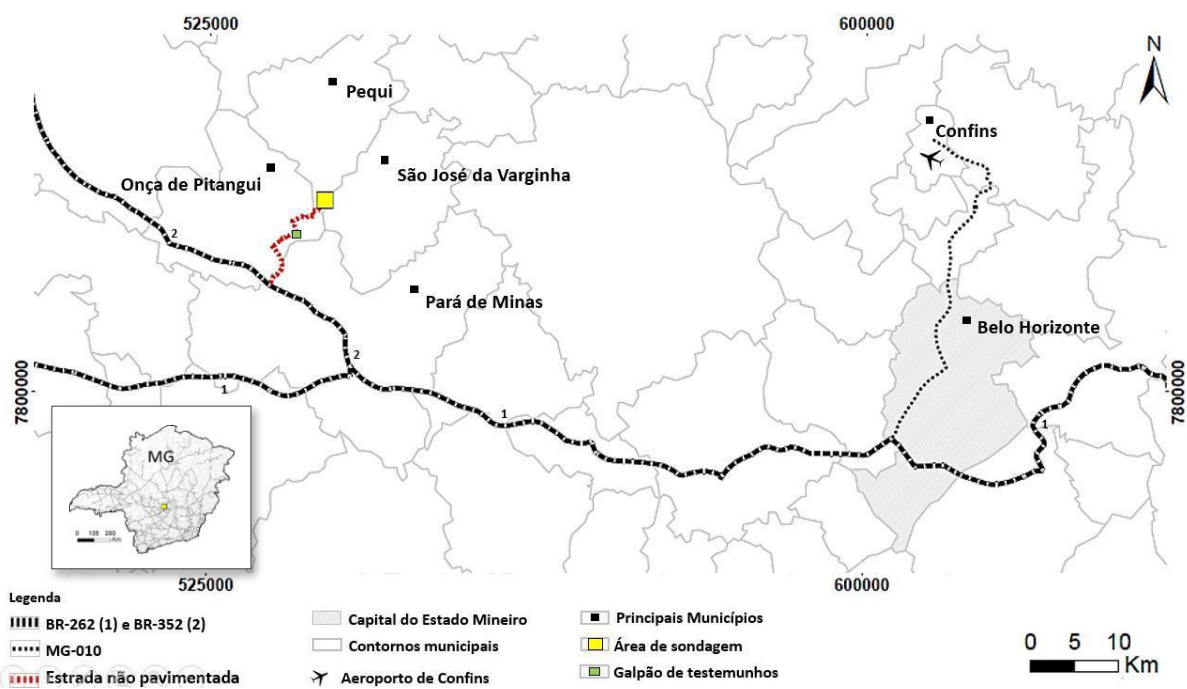 525000
600000
N
Pequi
Confins
Onça de Pitangui
São José da Varginha
2
Pará de Minas
Belo Horizonte
2
1
1
1
7800000
7800000
MG
0 125 250
Km
525000
600000
Legenda
BR-262 (1) e BR-352 (2)
MG-010
Estrada não pavimentada
Capital do Estado Mineiro
Contornos municipais
Aeroporto de Confins
Principais Municípios
Área de sondagem
Galpão de testemunhos
0 5 10
Km